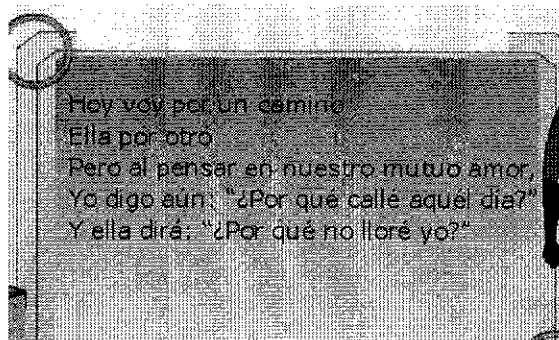 Hoy voy por un camino
Ella por otro
Pero al pensar en nuestro mutuo amor,
Yo digo aún: "¿Por qué callé aquel día?"
Y ella dirá: "¿Por qué no lloré yo?"